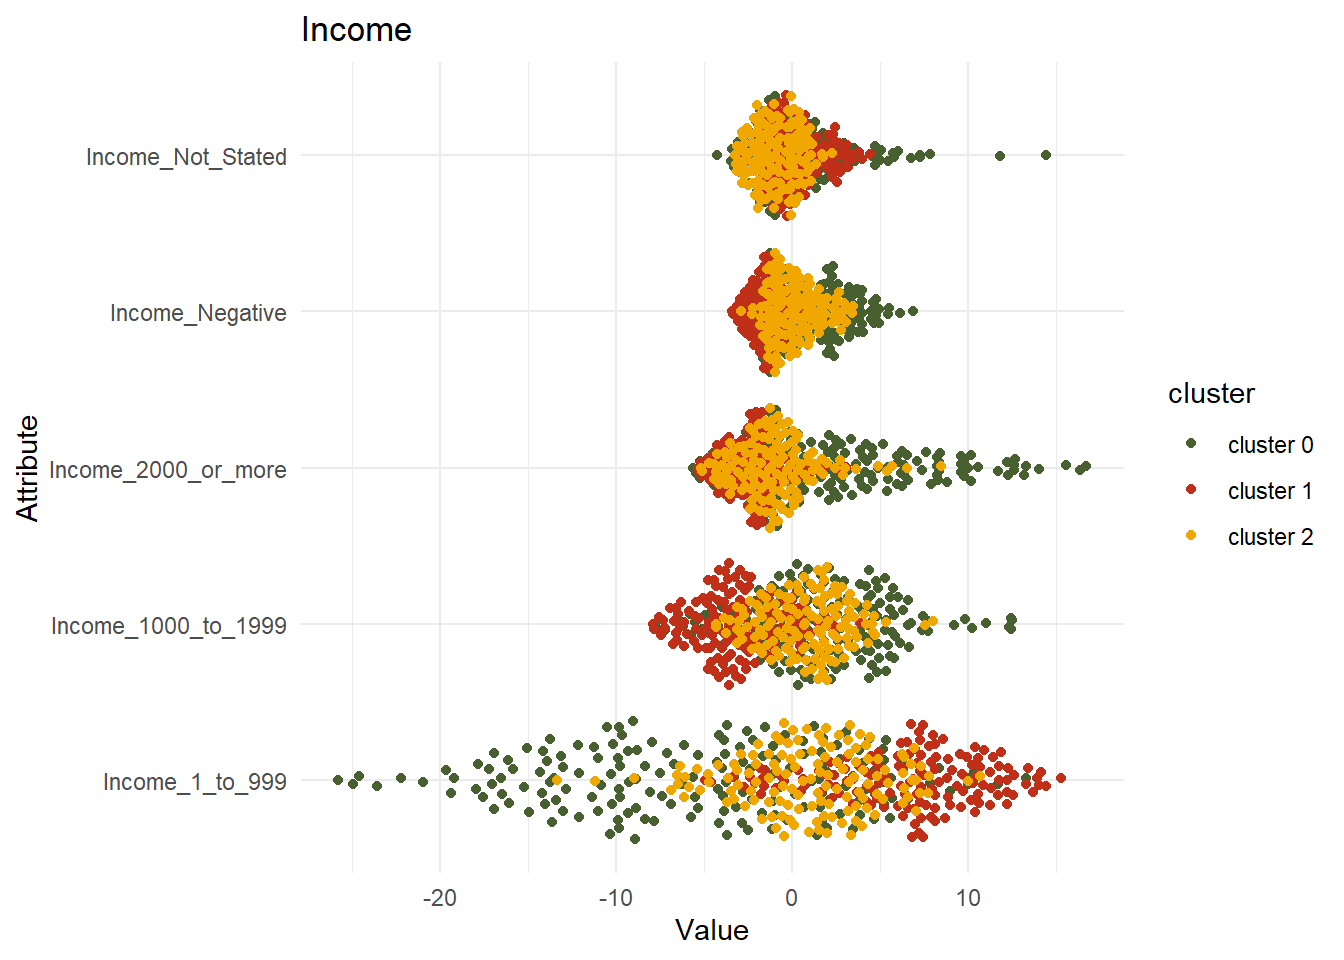 Income
Income_Not_Stated
Income_Negative
Income_2000_or_more
Income_1000_to_1999
Income_1_to_999
Attribute
-20
-10
0
10
Value
cluster
cluster 0
cluster 1
cluster 2